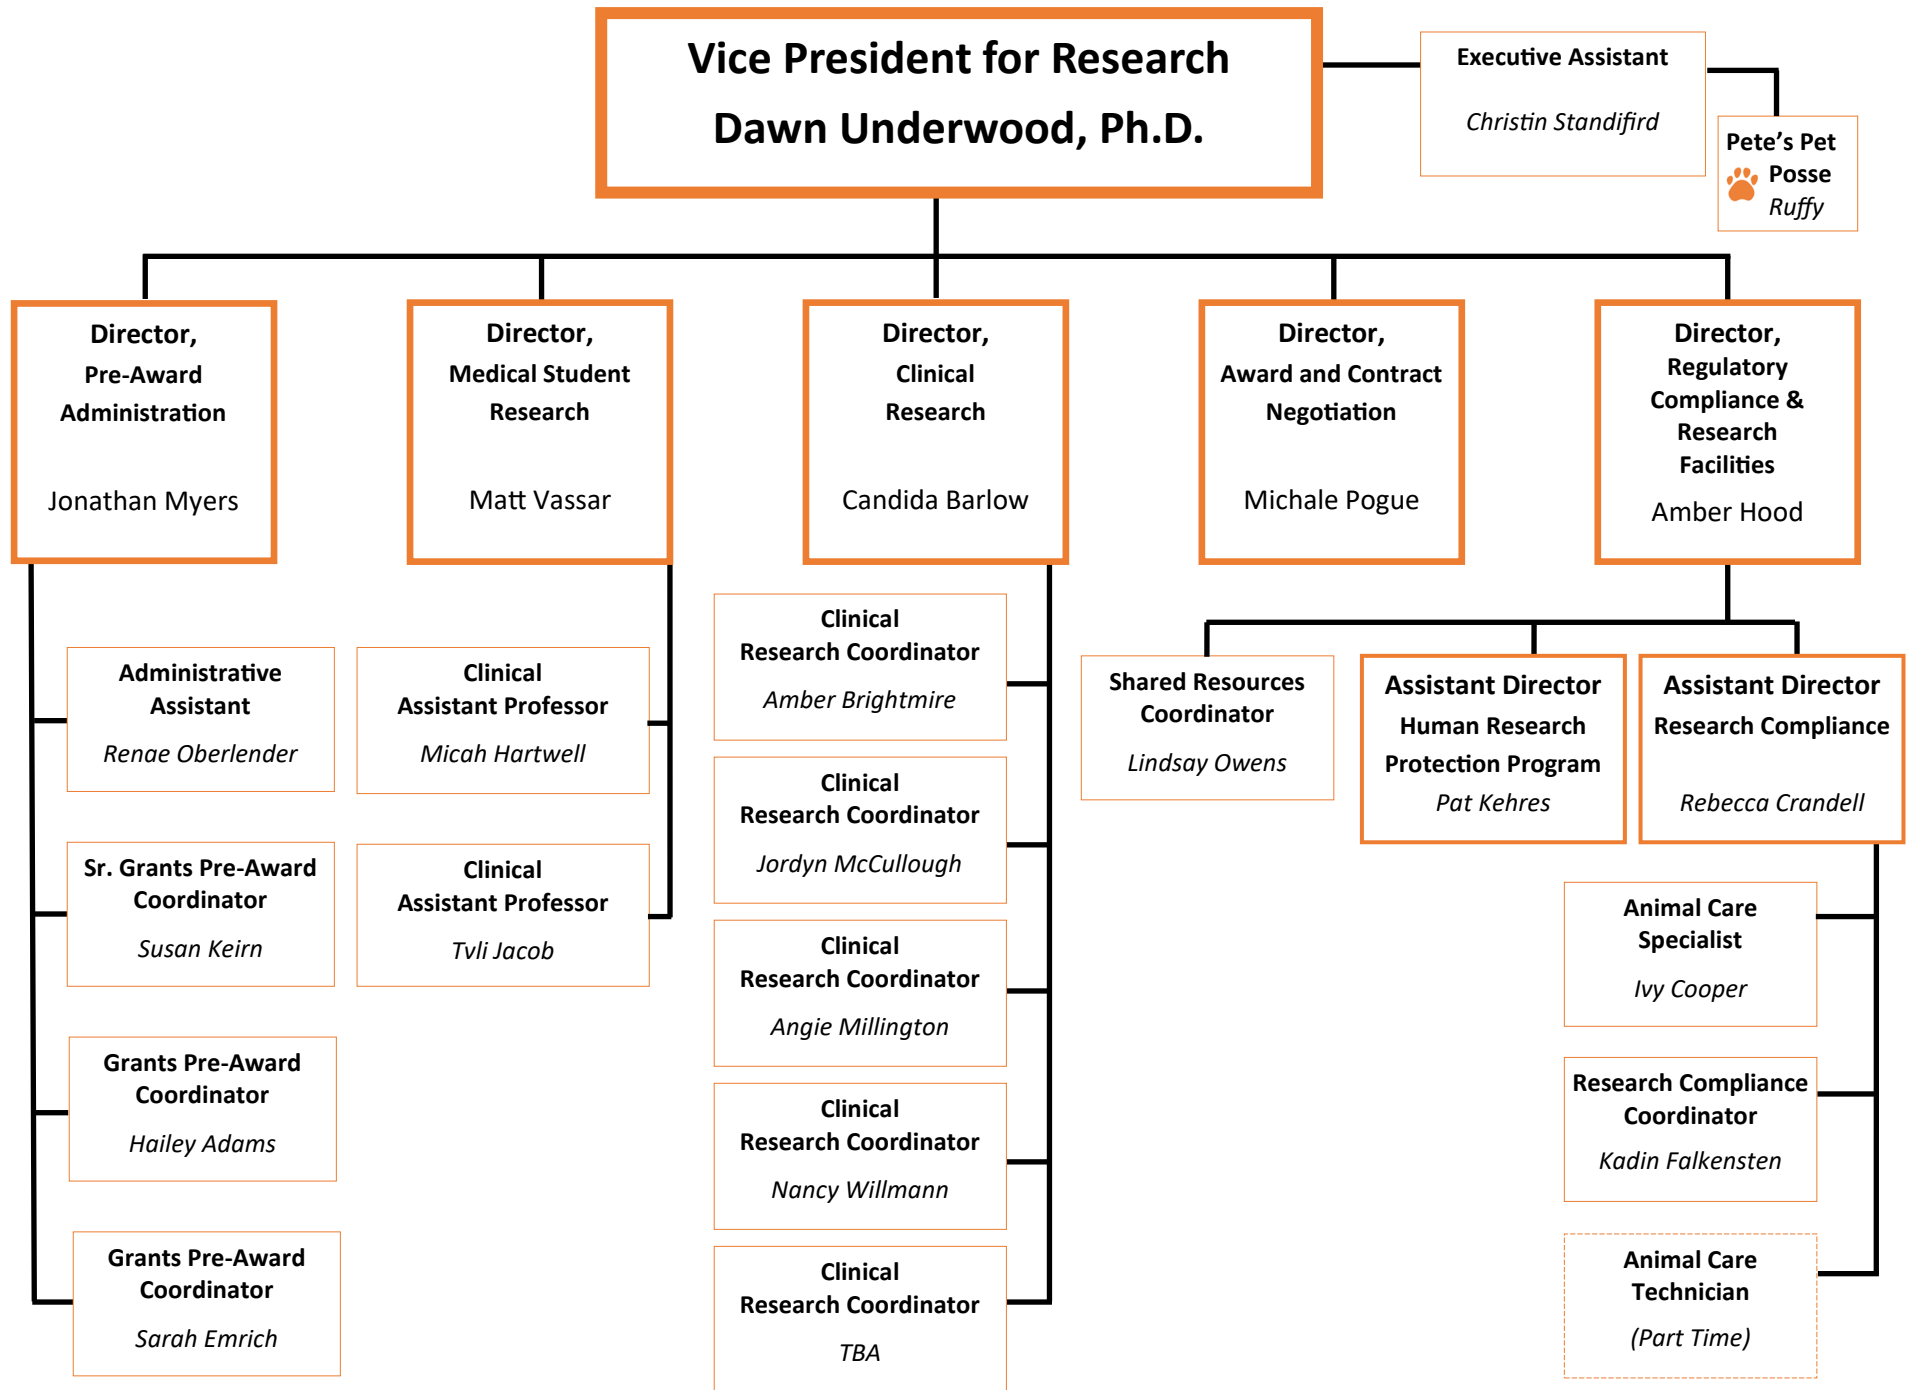 Vice President for Research
Dawn Underwood, Ph.D.
Executive Assistant
Christin Standifird
Pete’s Pet
Posse
Ruffy
Director,
Pre-Award
Administration
Jonathan Myers
Director,
Medical Student
Research
Matt Vassar
Director,
Clinical
Research
Candida Barlow
Director,
Award and Contract
Negotiation
Michale Pogue
Director,
Regulatory
Compliance &
Research
Facilities
Amber Hood
Administrative
Assistant
Renae Oberlender
Sr. Grants Pre-Award
Coordinator
Susan Keirn
Grants Pre-Award
Coordinator
Hailey Adams
Grants Pre-Award
Coordinator
Sarah Emrich
Clinical
Assistant Professor
Micah Hartwell
Clinical
Assistant Professor
Tvli Jacob
Clinical
Research Coordinator
Amber Brightmire
Clinical
Research Coordinator
Jordyn McCullough
Clinical
Research Coordinator
Angie Millington
Clinical
Research Coordinator
Nancy Willmann
Clinical
Research Coordinator
TBA
Shared Resources
Coordinator
Lindsay Owens
Assistant Director
Human Research
Protection Program
Pat Kehres
Assistant Director
Research Compliance
Rebecca Crandell
Animal Care
Specialist
Ivy Cooper
Research Compliance
Coordinator
Kadin Falkensten
Animal Care
Technician
(Part Time)